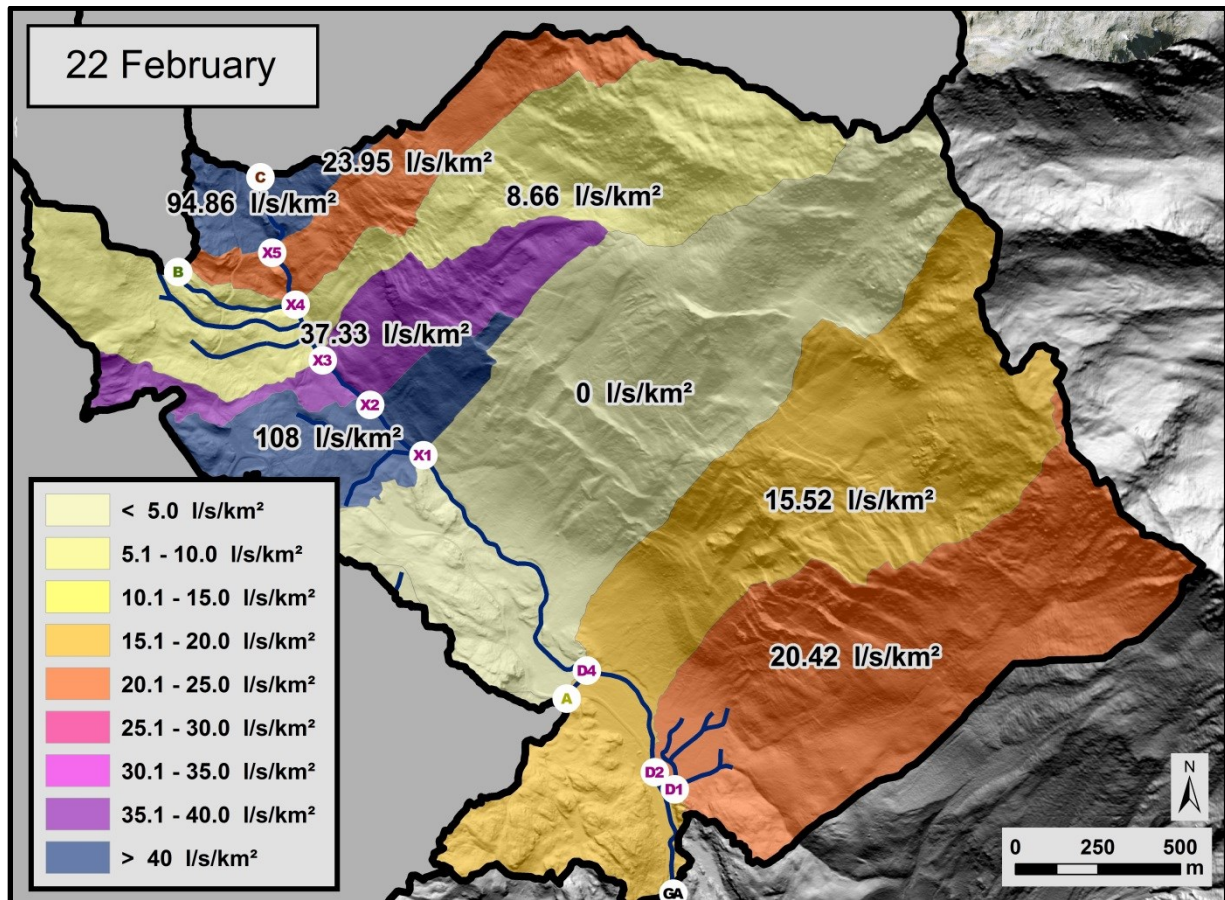 22 February
C
23.95 l/s/km²
94.86 l/s/km²
8.66 l/s/km²
X5
B
X4
37.33 l/s/km²
X3
0 l/s/km²
X2
108 l/s/km²
X1
15.52 l/s/km²
20.42 l/s/km²
D4
A
D2
D1
GA
< 5.0 l/s/km²
5.1 - 10.0 l/s/km²
10.1 - 15.0 l/s/km²
15.1 - 20.0 l/s/km²
20.1 - 25.0 l/s/km²
25.1 - 30.0 l/s/km²
30.1 - 35.0 l/s/km²
35.1 - 40.0 l/s/km²
> 40 l/s/km²
N
0 250 500
m